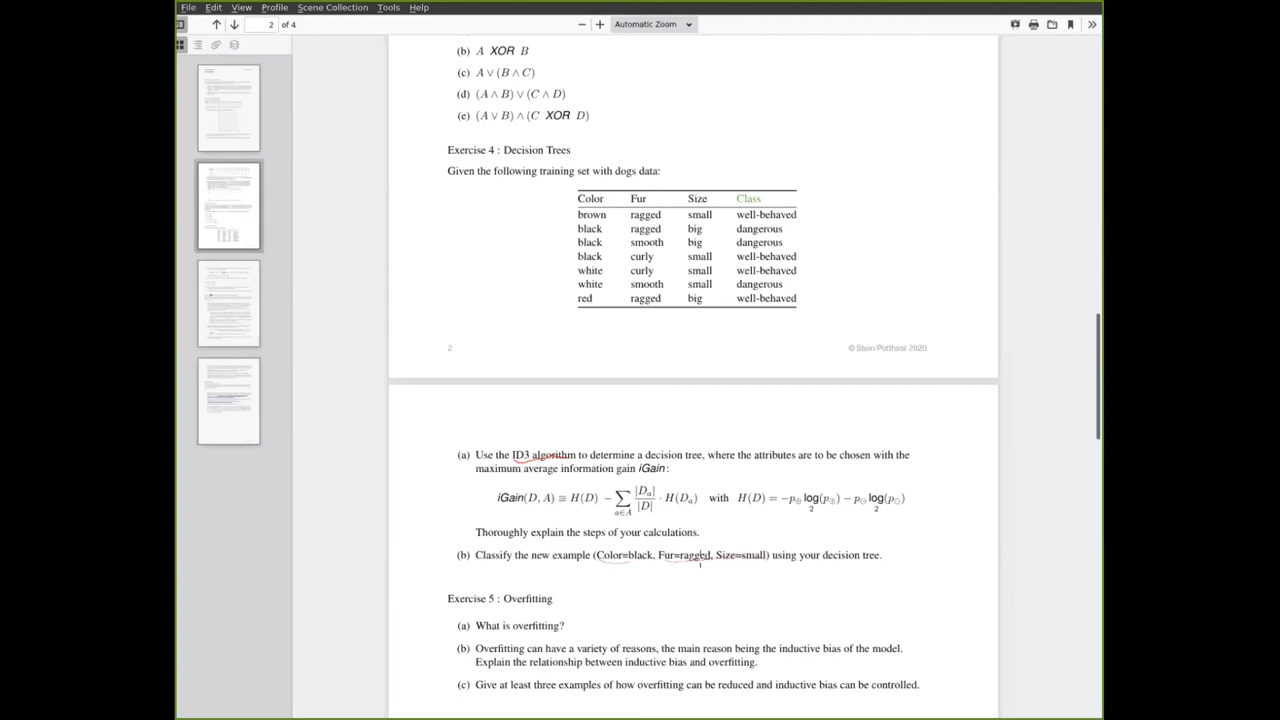 File Edit View Profile Scene Collection Tools Help
2 of 4 Automatic Zoom
(b) A XOR B
(c) A ∨ (B ∧ C)
(d) (A ∧ B) ∨ (C ∧ D)
(e) (A ∨ B) ∧ (C XOR D)
Exercise 4 : Decision Trees
Given the following training set with dogs data:
Color Fur Size Class
brown ragged small well-behaved
black ragged big dangerous
black smooth big dangerous
black curly small well-behaved
white curly small well-behaved
white smooth small dangerous
red ragged big well-behaved
2 © Stein/Potthast 2020
(a) Use the ID3 algorithm to determine a decision tree, where the attributes are to be chosen with the
maximum average information gain iGain:
iGain(D, A) ≡ H(D) − ∑a∈A |Da|/|D| · H(Da) with H(D) = −p⊕ log2(p⊕) − p⊖ log2(p⊖)
Thoroughly explain the steps of your calculations.
(b) Classify the new example (Color=black, Fur=ragged, Size=small) using your decision tree.
Exercise 5 : Overfitting
(a) What is overfitting?
(b) Overfitting can have a variety of reasons, the main reason being the inductive bias of the model.
Explain the relationship between inductive bias and overfitting.
(c) Give at least three examples of how overfitting can be reduced and inductive bias can be controlled.